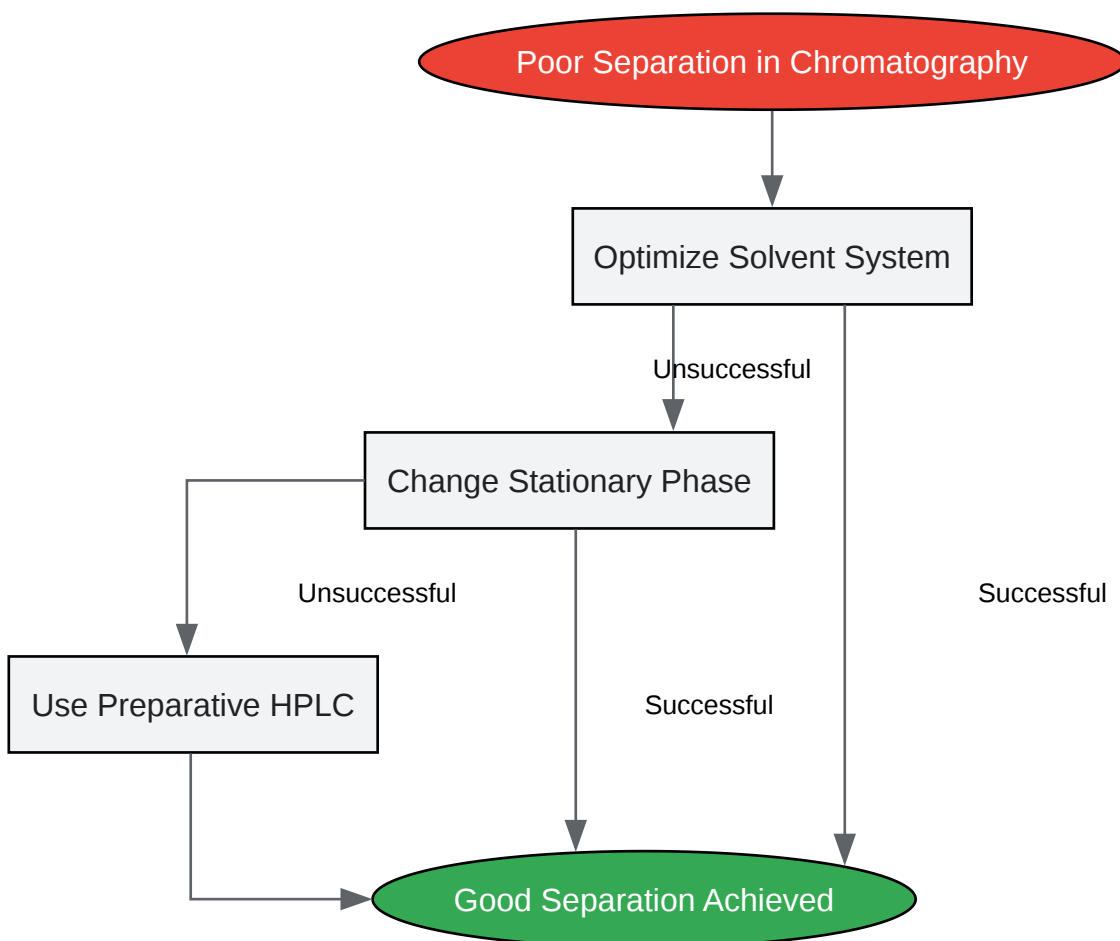 Poor Separation in Chromatography
Optimize Solvent System
Unsuccessful
Change Stationary Phase
Unsuccessful
Successful
Use Preparative HPLC
Successful
Good Separation Achieved